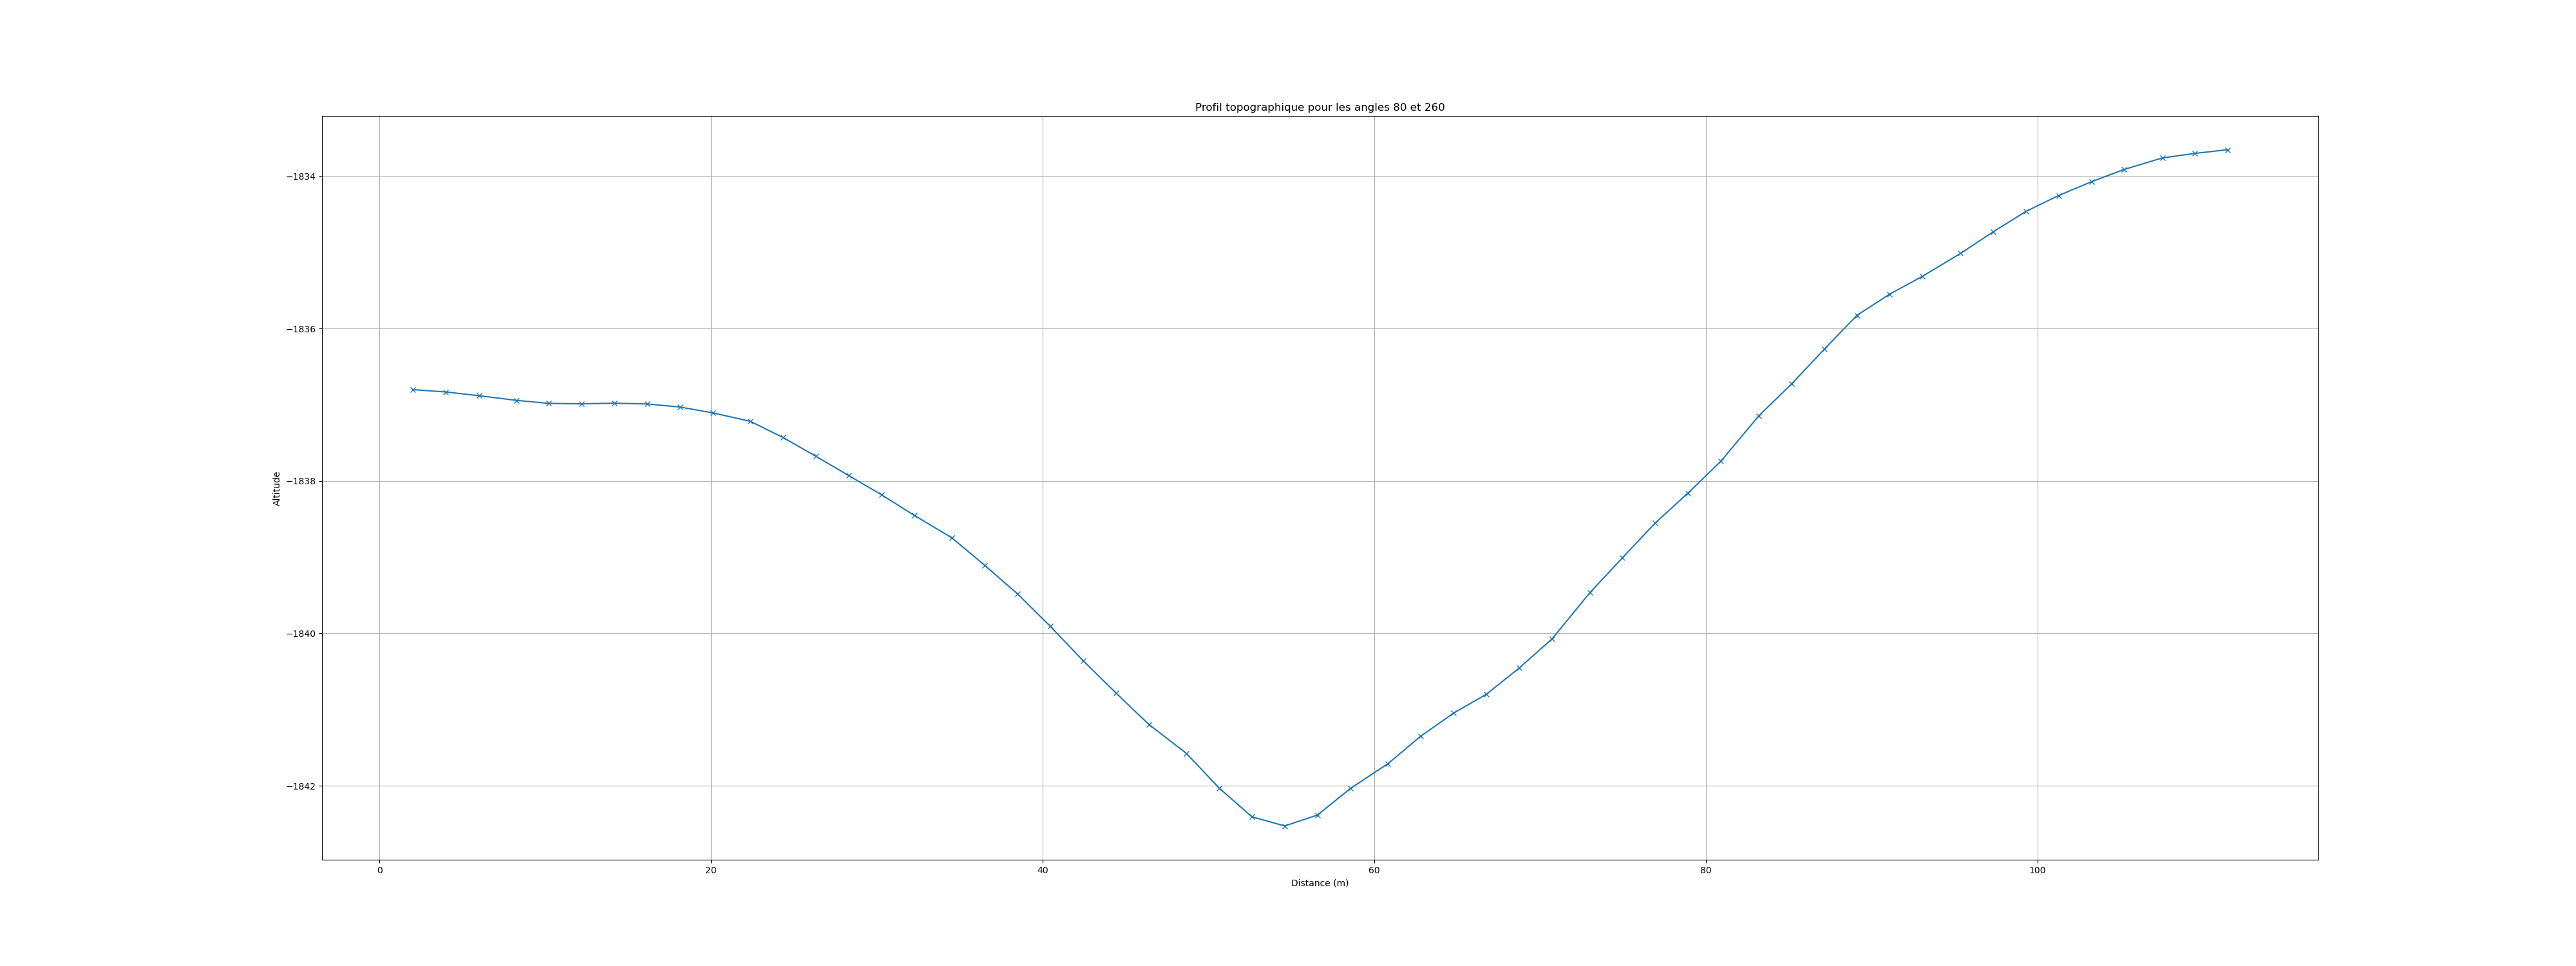 Profil topographique pour les angles 80 et 260
Altitude
−1834
−1836
−1838
−1840
−1842
0 20 40 60 80 100
Distance (m)